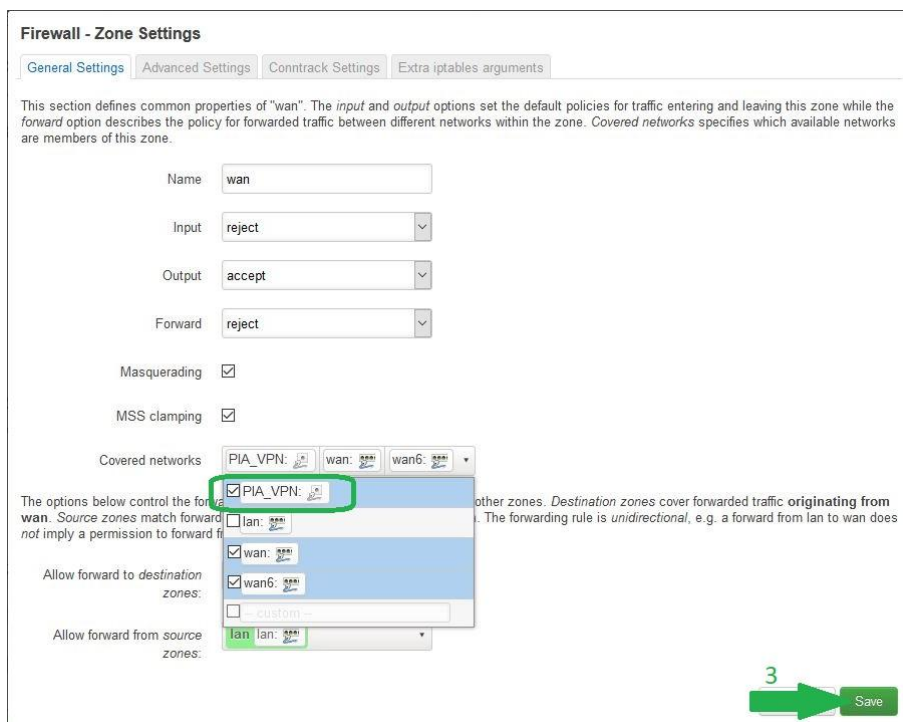 Firewall - Zone Settings
General Settings Advanced Settings Conntrack Settings Extra iptables arguments
This section defines common properties of "wan". The input and output options set the default policies for traffic entering and leaving this zone while the
forward option describes the policy for forwarded traffic between different networks within the zone. Covered networks specifies which available networks
are members of this zone.
Name wan
Input reject
Output accept
Forward reject
Masquerading
MSS clamping
Covered networks PIA_VPN: wan: wan6:
PIA_VPN:
The options below control the forw other zones. Destination zones cover forwarded traffic originating from
wan. Source zones match forward lan: . The forwarding rule is unidirectional, e.g. a forward from lan to wan does
not imply a permission to forward
wan:
Allow forward to destination wan6:
zones:
-- custom --
Allow forward from source lan lan:
zones:
3
Save